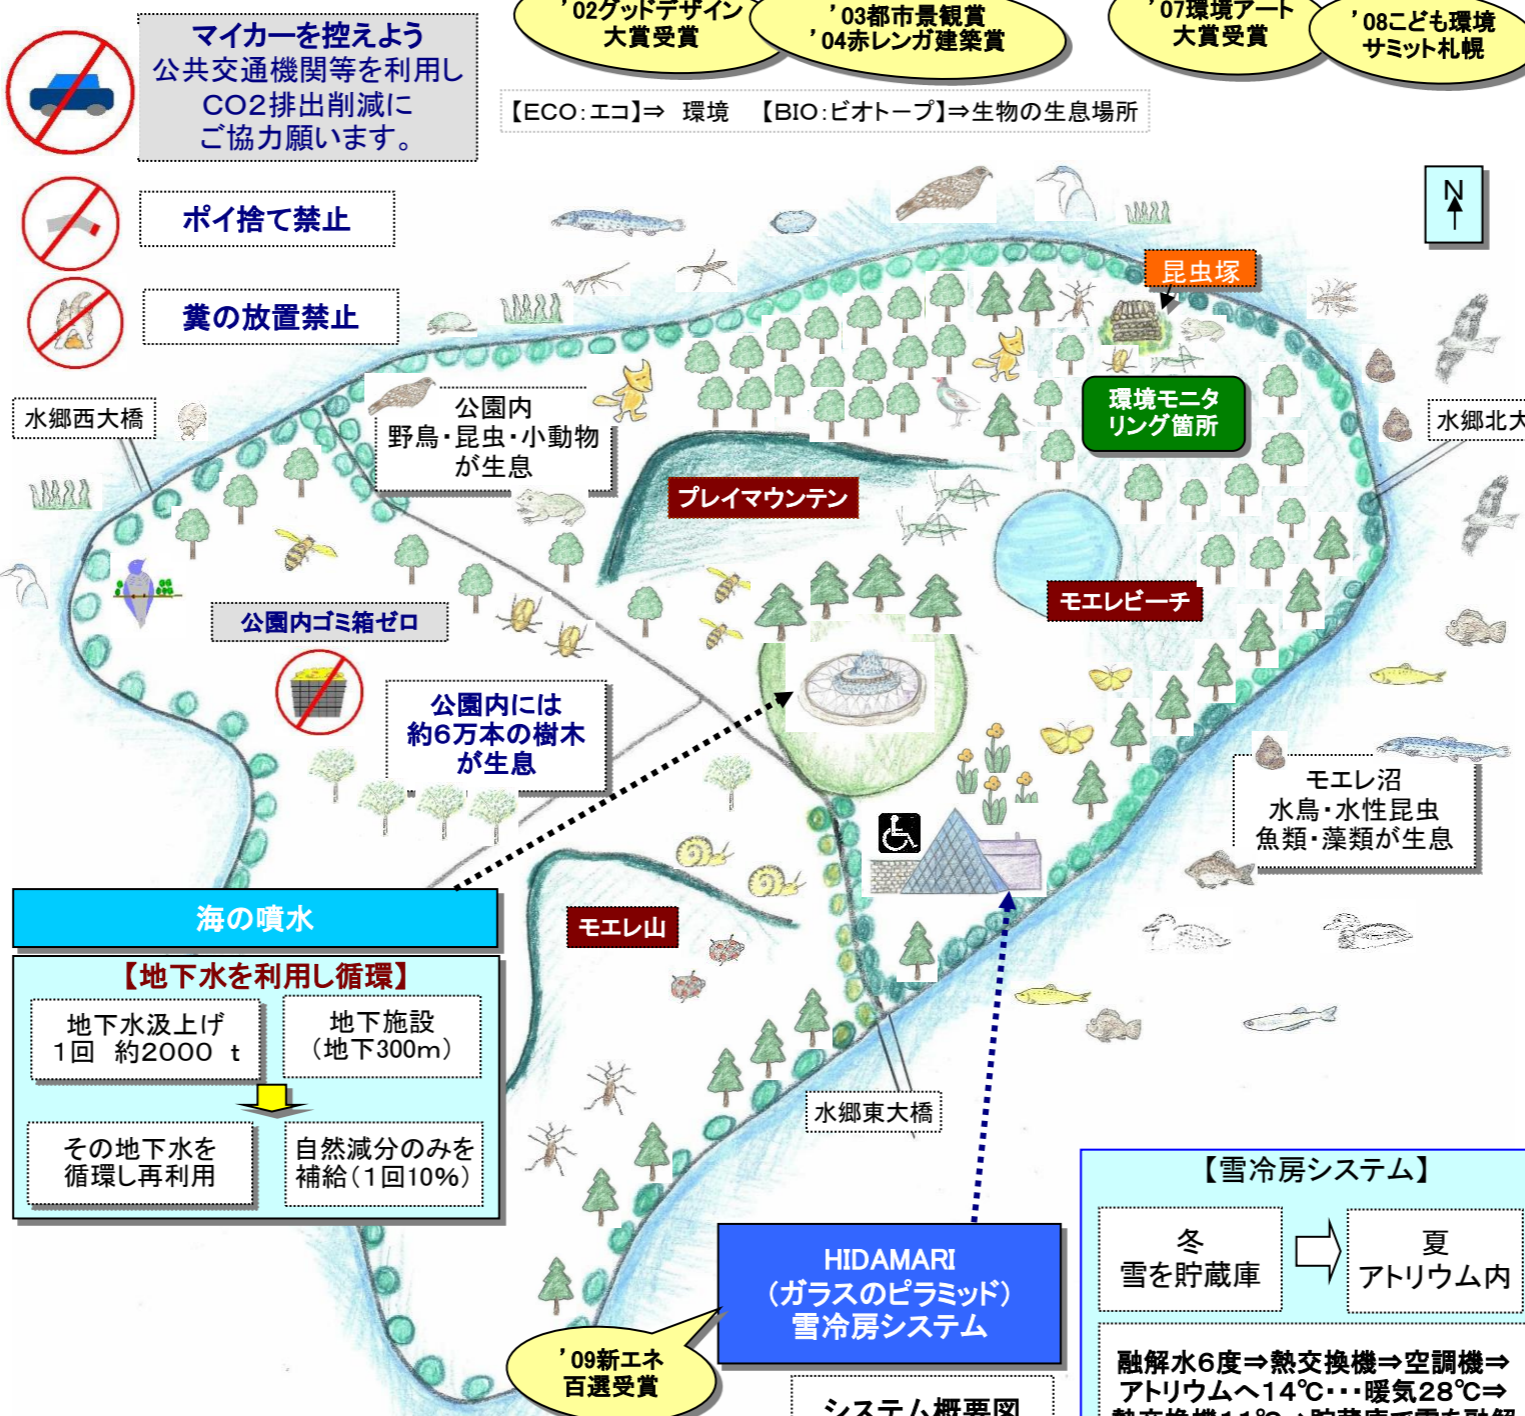 '02グッドデザイン
大賞受賞
'03都市景観賞
'04赤レンガ建築賞
'07環境アート
大賞受賞
'08こども環境
サミット札幌
マイカーを控えよう
公共交通機関等を利用し
CO2排出削減に
ご協力願います。
【ECO:エコ】⇒ 環境 【BIO:ビオトープ】⇒生物の生息場所
ポイ捨て禁止
糞の放置禁止
N
昆虫塚
水郷西大橋
公園内
野鳥・昆虫・小動物
が生息
環境モニタ
リング箇所
水郷北大
プレイマウンテン
モエレビーチ
公園内ゴミ箱ゼロ
公園内には
約6万本の樹木
が生息
モエレ沼
水鳥・水性昆虫
魚類・藻類が生息
海の噴水
モエレ山
【地下水を利用し循環】
地下水汲上げ
1回 約2000 t
地下施設
(地下300m)
その地下水を
循環し再利用
自然減分のみを
補給(1回10%)
水郷東大橋
HIDAMARI
(ガラスのピラミッド)
雪冷房システム
'09新エネ
百選受賞
システム概要図
【雪冷房システム】
冬
雪を貯蔵庫
夏
アトリウム内
融解水6度⇒熱交換機⇒空調機⇒
アトリウムへ14℃・・・暖気28℃⇒
熱交換機11℃⇒貯蔵庫で雪を融解